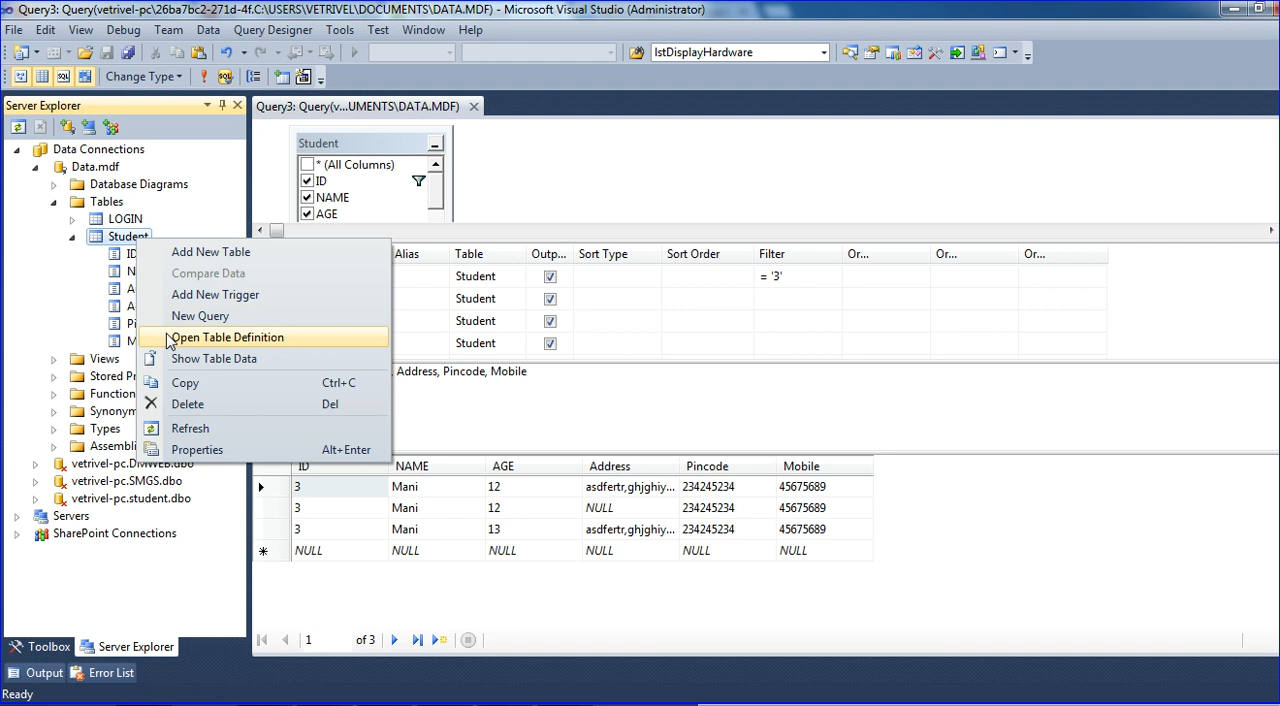 Query3: Query(vetrivel-pc\26ba7bc2-271d-4f.C:\USERS\VETRIVEL\DOCUMENTS\DATA.MDF) - Microsoft Visual Studio (Administrator)
File Edit View Debug Team Data Query Designer Tools Test Window Help
lstDisplayHardware
SQL Change Type SQL
Server Explorer
Query3: Query(v...UMENTS\DATA.MDF)
Data Connections
Data.mdf
Database Diagrams
Tables
LOGIN
Student
Views
Types
vetrivel-pc.DMWEB.dbo
vetrivel-pc.SMGS.dbo
vetrivel-pc.student.dbo
Servers
SharePoint Connections
Add New Table
Compare Data
Add New Trigger
New Query
Open Table Definition
Show Table Data
Copy Ctrl+C
Delete Del
Refresh
Properties Alt+Enter
Student
* (All Columns)
ID
NAME
AGE
Alias Table Outp... Sort Type Sort Order Filter Or... Or... Or...
Student = '3'
Student
Student
Student
, Address, Pincode, Mobile
ID NAME AGE Address Pincode Mobile
3 Mani 12 asdfertr,ghjghiy... 234245234 45675689
3 Mani 12 NULL 234245234 45675689
3 Mani 13 asdfertr,ghjghiy... 234245234 45675689
NULL NULL NULL NULL NULL NULL
1 of 3
Toolbox Server Explorer
Output Error List
Ready